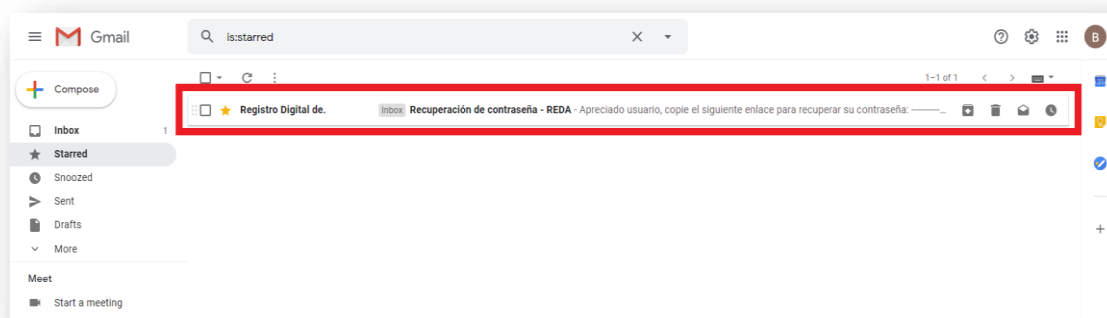 Gmail
is:starred
B
Compose
1–1 of 1
Registro Digital de. Inbox Recuperación de contraseña - REDA - Apreciado usuario, copie el siguiente enlace para recuperar su contraseña: ———...
Inbox 1
Starred
Snoozed
Sent
Drafts
More
Meet
Start a meeting